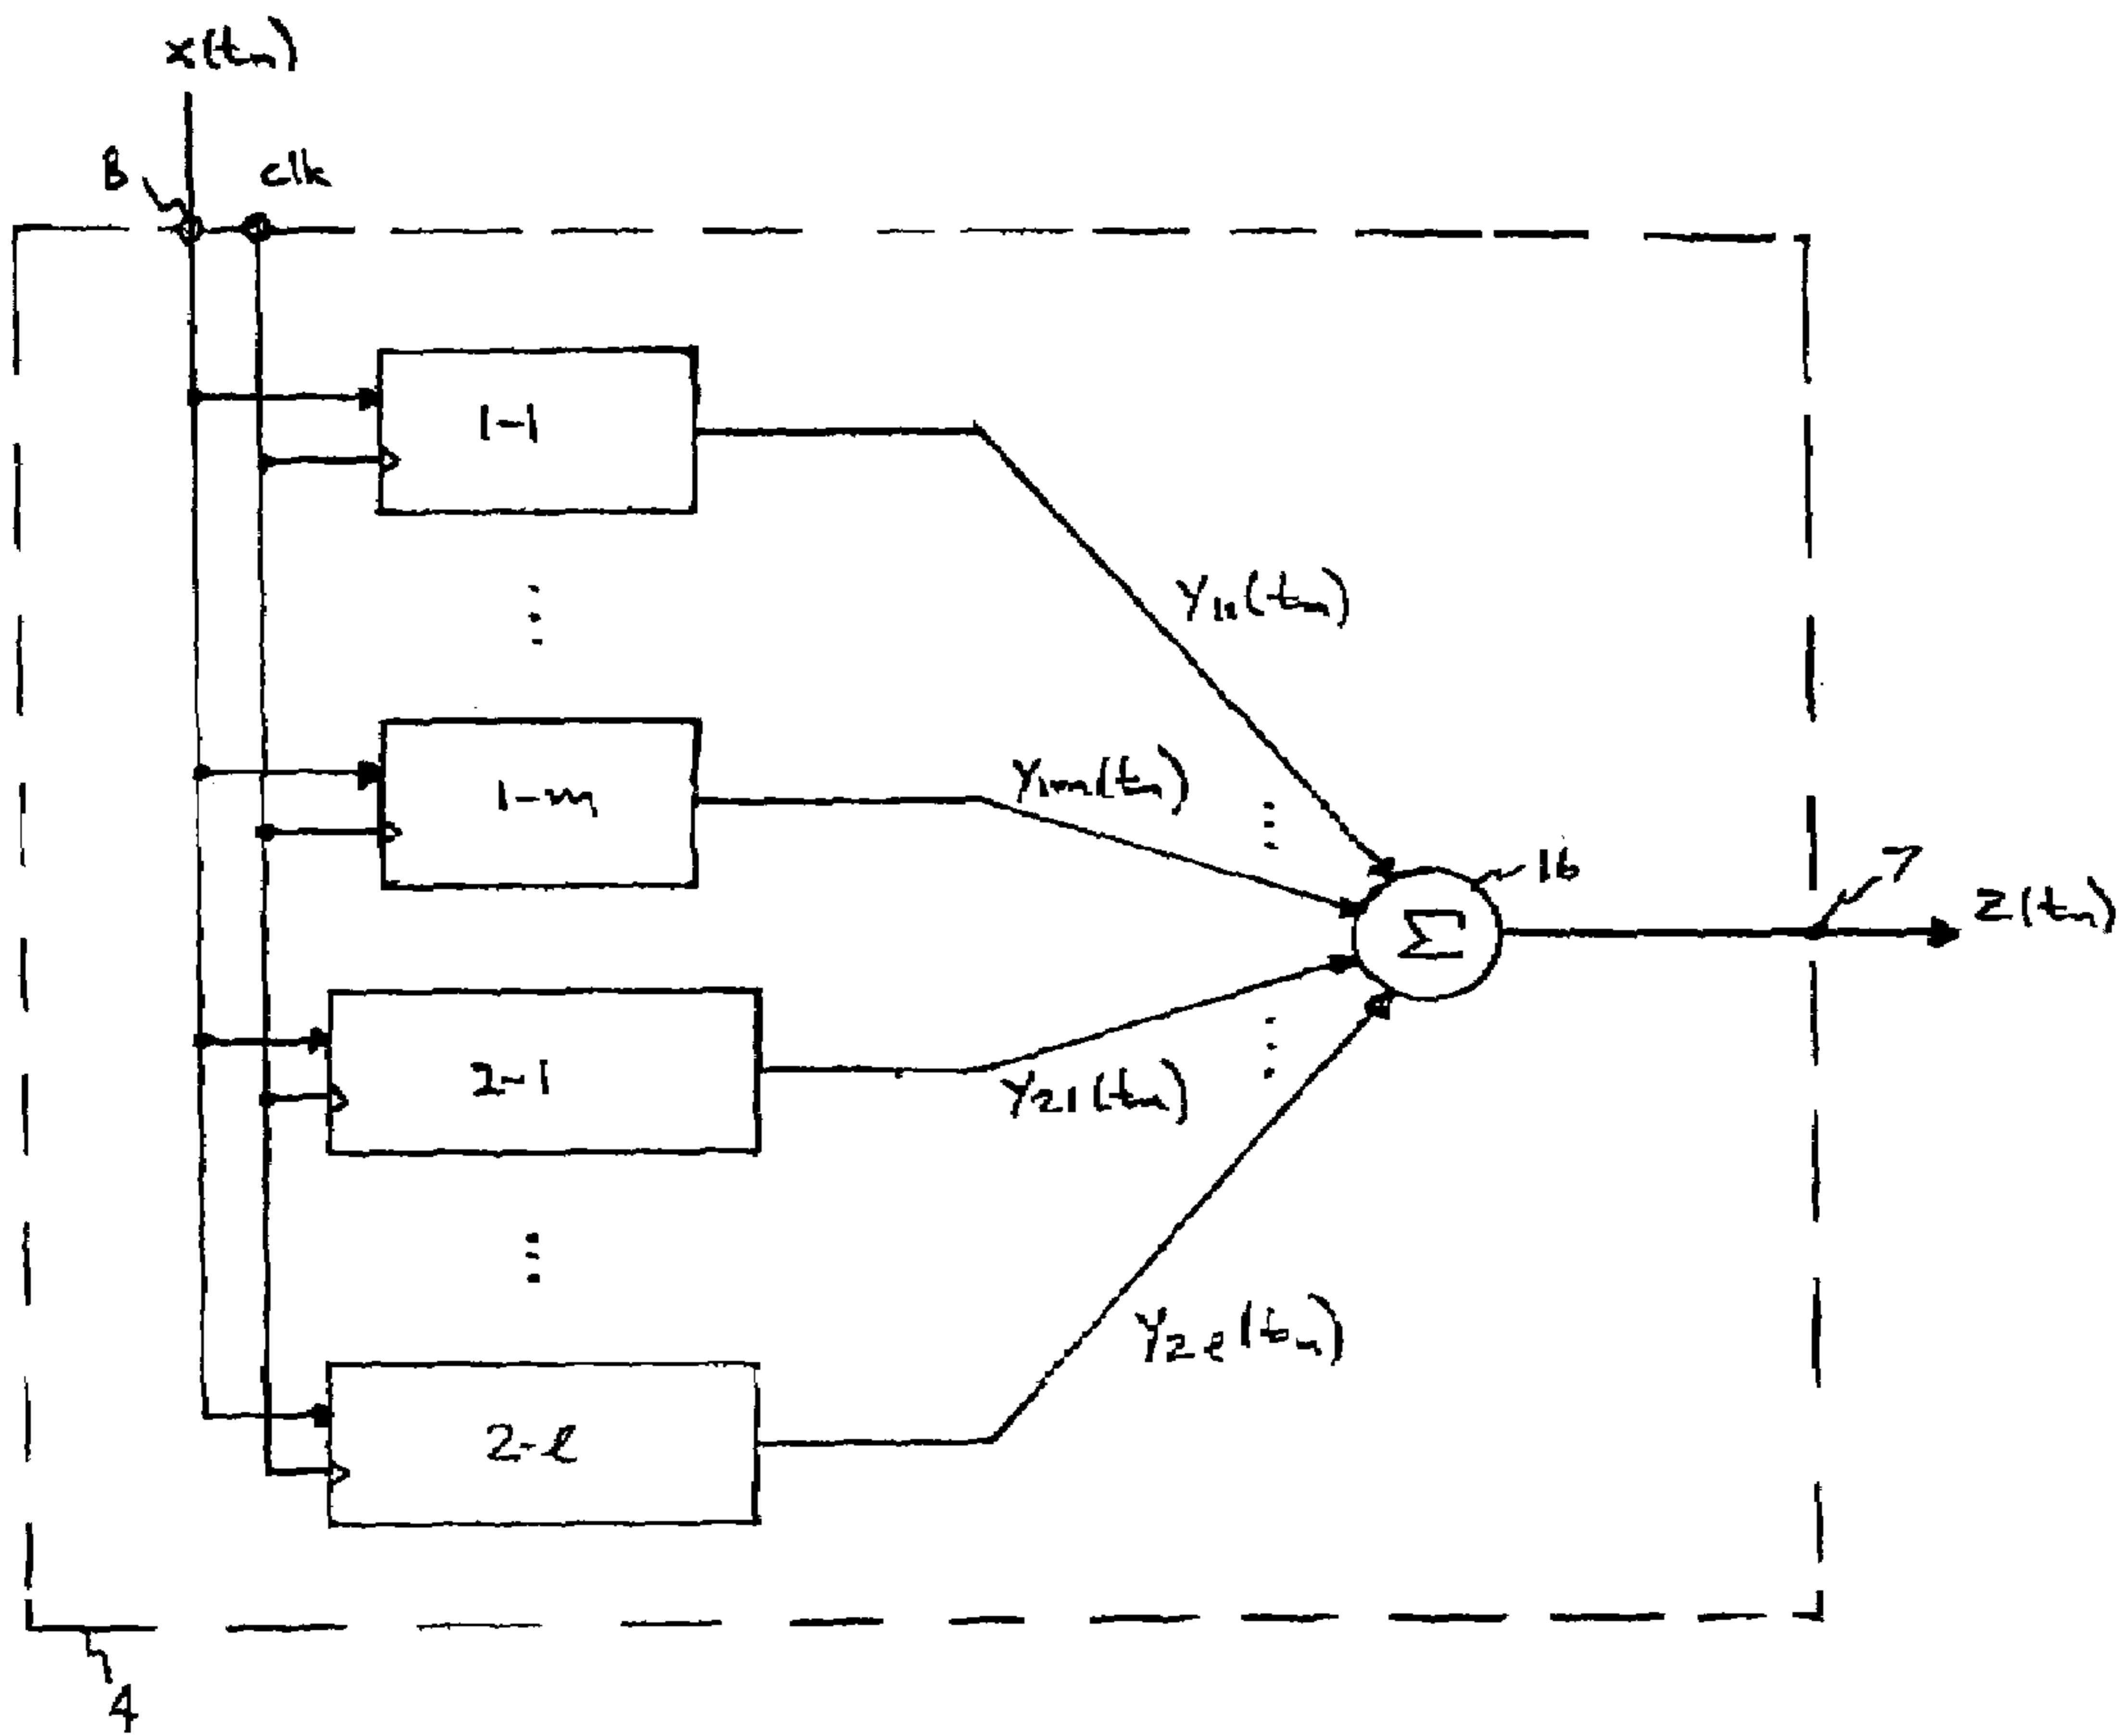 x(tₙ)
B
clk
1-1
⋮
y₁₁(tₙ)
1-m
y₁ₘ(tₙ)
⋮
16
Σ
7
z(tₙ)
2-1
y₂₁(tₙ)
⋮
⋮
y₂ℓ(tₙ)
2-ℓ
4